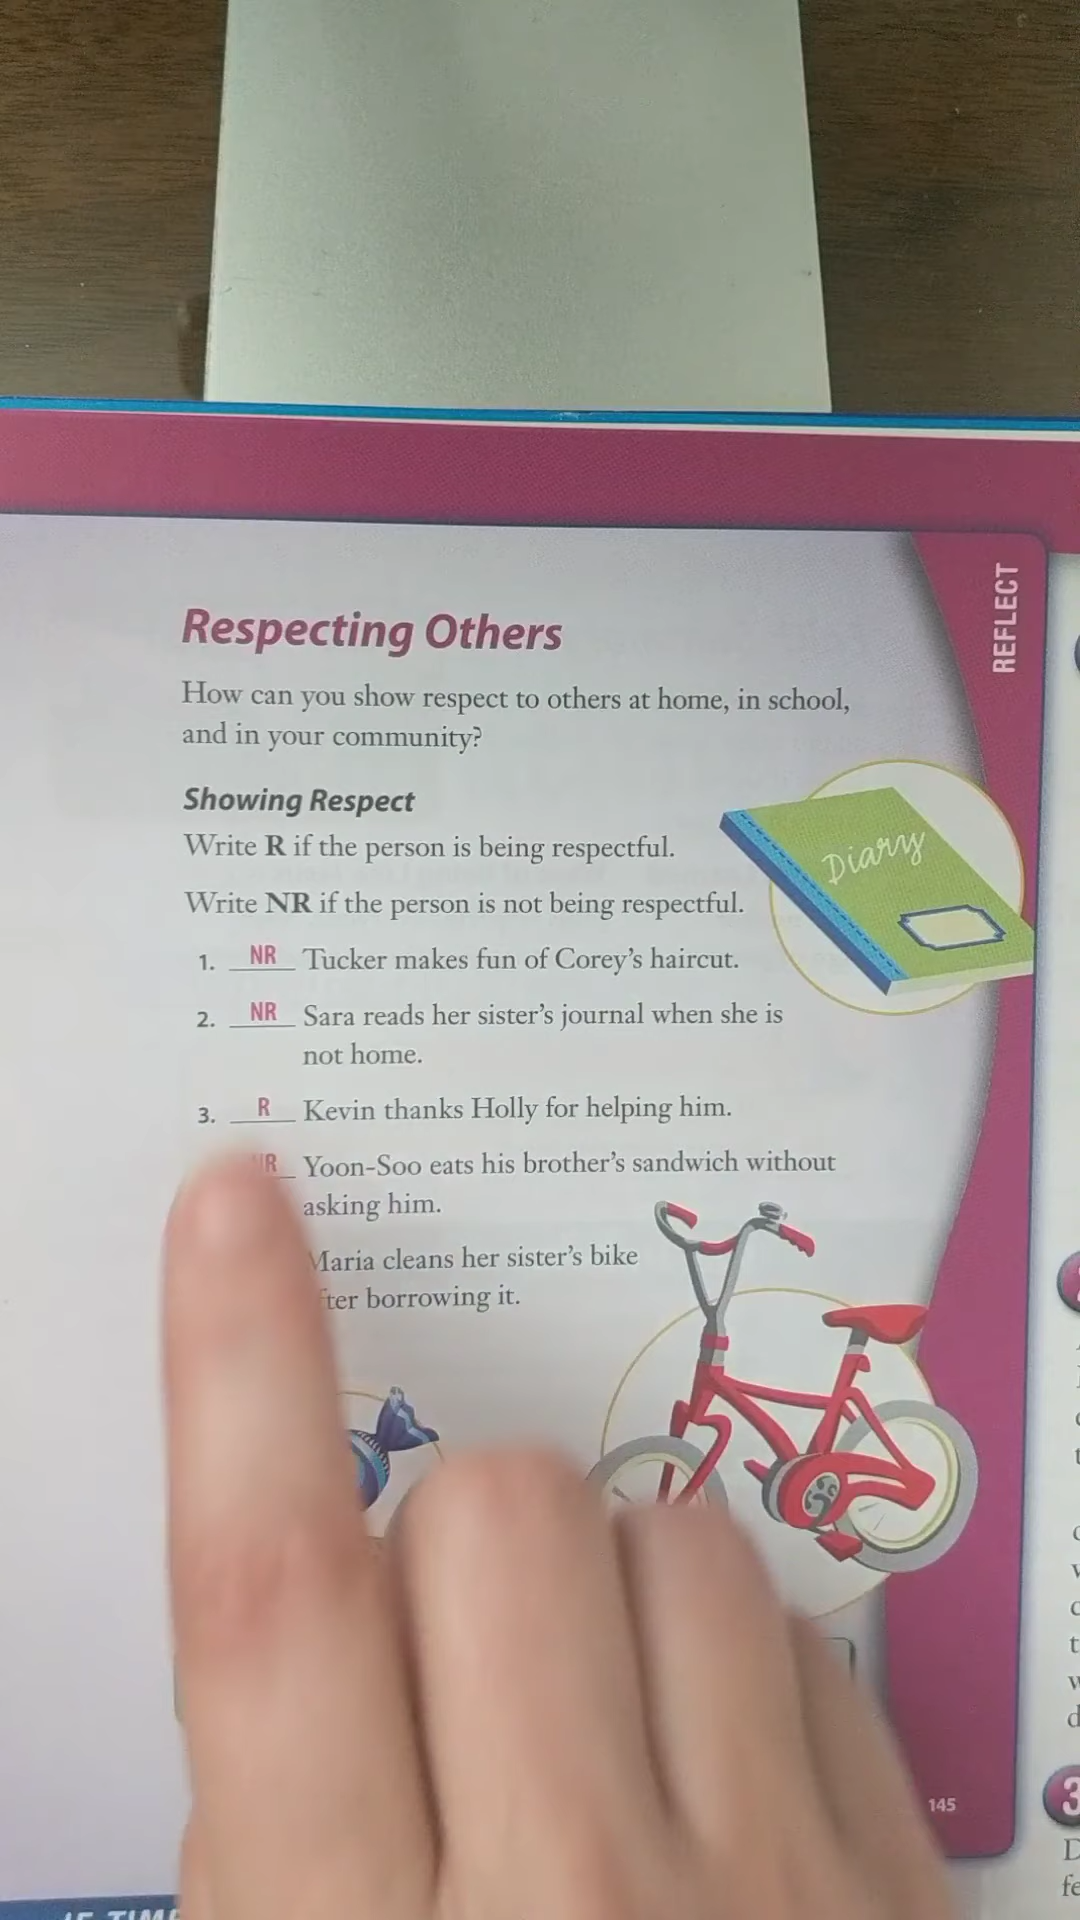 REFLECT
Respecting Others
How can you show respect to others at home, in school,
and in your community?
Showing Respect
Write R if the person is being respectful.
Write NR if the person is not being respectful.
Diary
1. NR Tucker makes fun of Corey's haircut.
2. NR Sara reads her sister's journal when she is
not home.
3. R Kevin thanks Holly for helping him.
Yoon-Soo eats his brother's sandwich without
asking him.
Maria cleans her sister's bike
borrowing it.
145
3